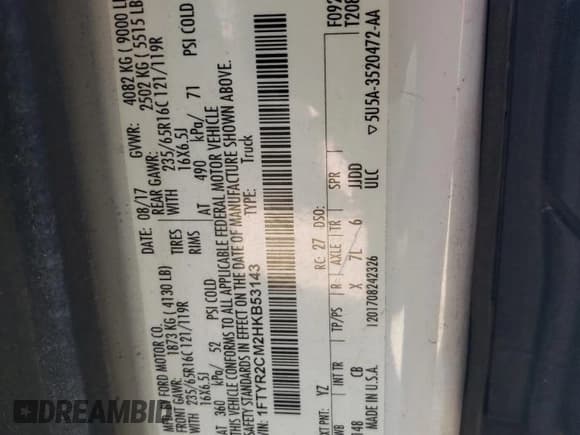 MFD. BY FORD MOTOR CO.
DATE: 08/17 GVWR: 4082 KG ( 9000 LB
FRONT GAWR: 1873 KG ( 4130 LB) REAR GAWR: 2502 KG ( 5515 LB
WITH 235/65R16C 121/119R TIRES WITH 235/65R16C 121/119R
16X6.5J RIMS 16X6.5J
AT 360 kPa/ 52 PSI COLD AT 490 kPa/ 71 PSI COLD
THIS VEHICLE CONFORMS TO ALL APPLICABLE FEDERAL MOTOR VEHICLE
SAFETY STANDARDS IN EFFECT ON THE DATE OF MANUFACTURE SHOWN ABOVE.
VIN: 1FTYR2CM2HKB53143 TYPE: Truck
F092
T208
EXT PNT: YZ RC: 27 DSO:
WB INT TR TP/PS R AXLE TR SPR
148 CB X 7L 6 JJDD
MADE IN U.S.A. 1201708242326 ULC
▽5U5A-3520472-AA
DREAMBID